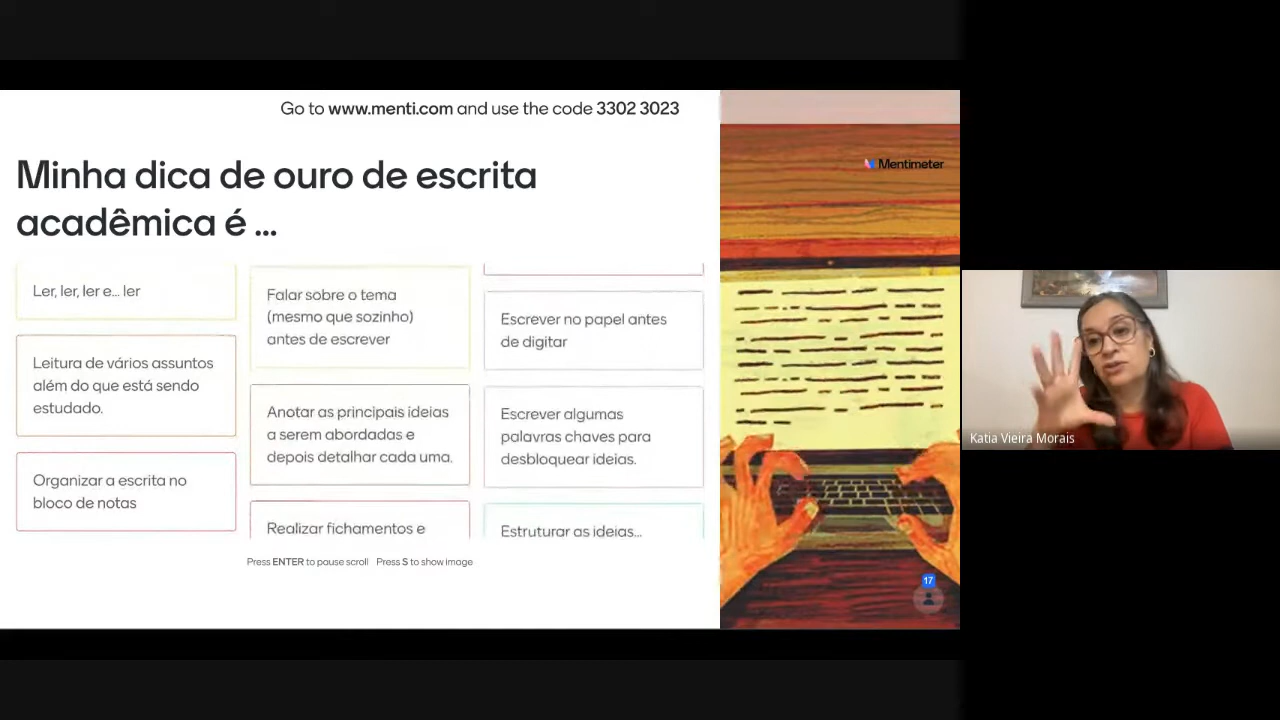 Go to www.menti.com and use the code 3302 3023
Minha dica de ouro de escrita
acadêmica é ...
Mentimeter
Ler, ler, ler e... ler
Leitura de vários assuntos
além do que está sendo
estudado.
Organizar a escrita no
bloco de notas
Falar sobre o tema
(mesmo que sozinho)
antes de escrever
Anotar as principais ideias
a serem abordadas e
depois detalhar cada uma.
Realizar fichamentos e
Escrever no papel antes
de digitar
Escrever algumas
palavras chaves para
desbloquear ideias.
Estruturar as ideias...
Press ENTER to pause scroll Press S to show image
17
Katia Vieira Morais